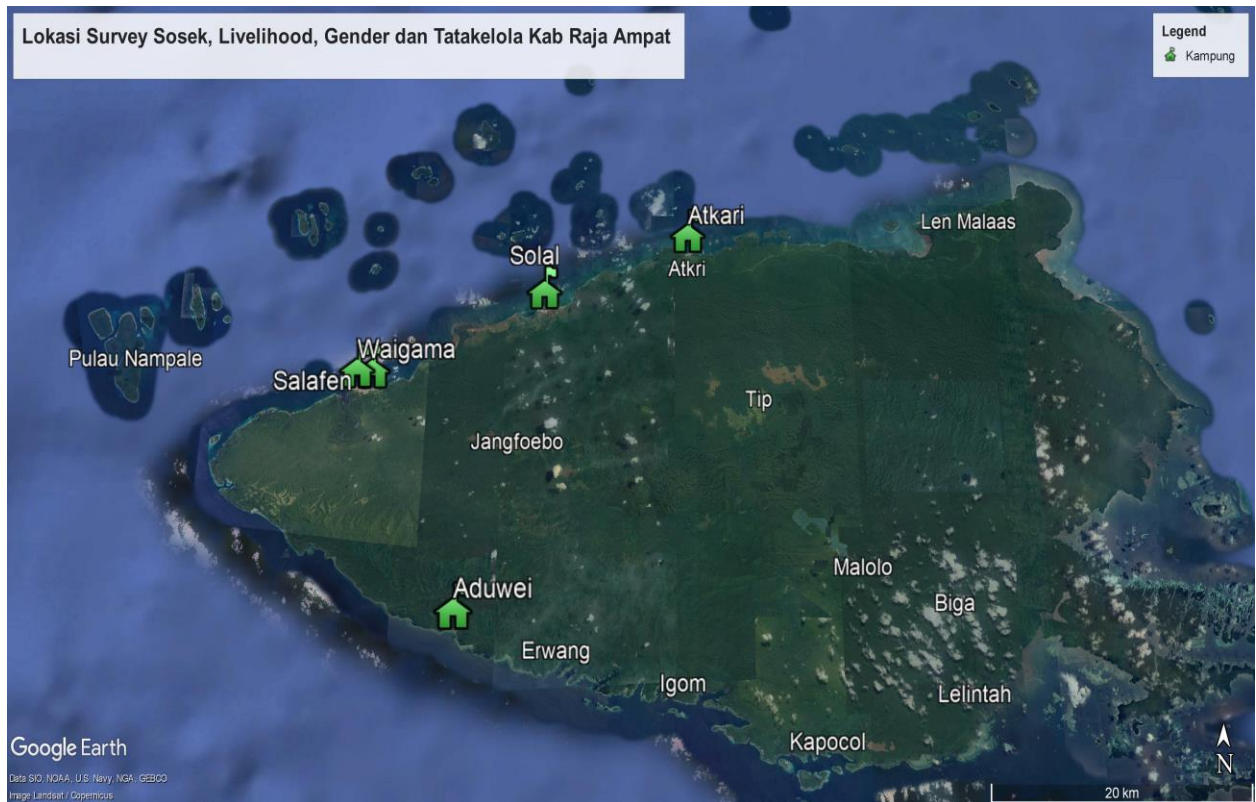 Lokasi Survey Sosek, Livelihood, Gender dan Tatakelola Kab Raja Ampat
Legend
Kampung
Atkari
Len Malaas
Solal
Atkri
Waigama
Pulau Nampale
Salafen
Tip
Jangfoebo
Malolo
Aduwei
Biga
Erwang
Igom
Lelintah
Kapocol
Google Earth
N
Data SIO, NOAA, U.S. Navy, NGA, GEBCO
Image Landsat / Copernicus
20 km